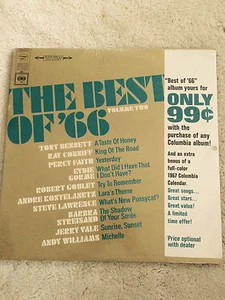 THE BEST
VOLUME TWO
OF '66
TONY BENNETT A Taste Of Honey
RAY CONNIFF King Of The Road
PERCY FAITH Yesterday
EYDIE What Did I Have That
GORME I Don't Have?
ROBERT GOULET Try To Remember
ANDRE KOSTELANETZ Lara's Theme
STEVE LAWRENCE What's New Pussycat?
BARBRA The Shadow
STREISAND Of Your Smile
JERRY VALE Sunrise, Sunset
ANDY WILLIAMS Michelle
"Best of '66"
album yours for
ONLY
99¢
with the
purchase of any
Columbia album!
And an extra
bonus of a
full-color
1967 Columbia
Calendar.
Great songs...
Great stars...
Great value!
A limited
time offer!
Price optional
with dealer